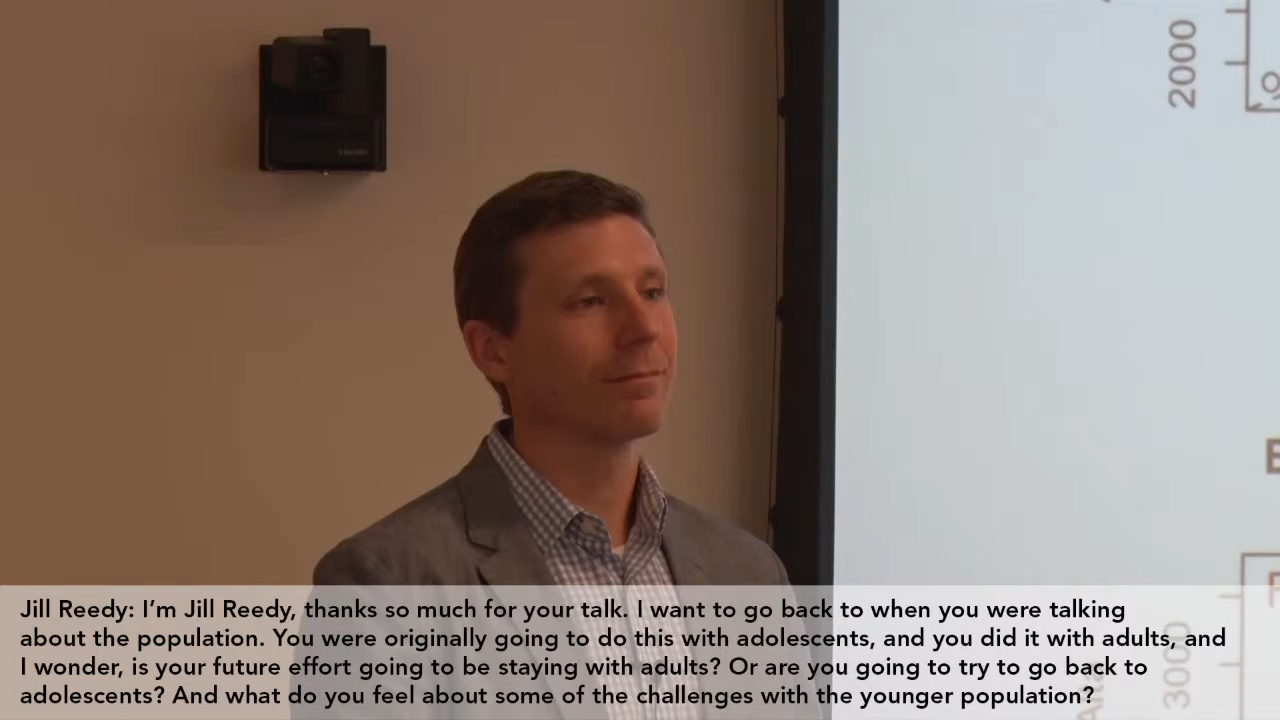 2000
E
3000
Jill Reedy: I’m Jill Reedy, thanks so much for your talk. I want to go back to when you were talking
about the population. You were originally going to do this with adolescents, and you did it with adults, and
I wonder, is your future effort going to be staying with adults? Or are you going to try to go back to
adolescents? And what do you feel about some of the challenges with the younger population?